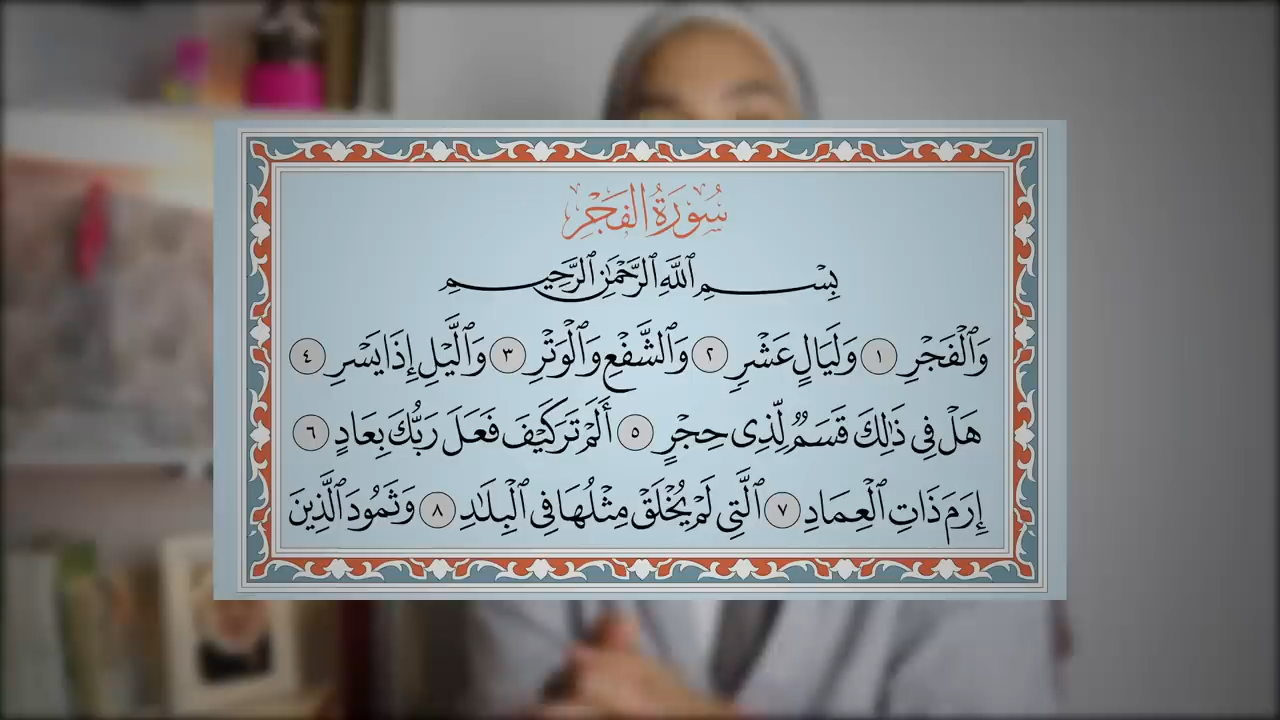 سُورَةُ الفَجْرِ
بِسْمِ ٱللَّهِ ٱلرَّحْمَٰنِ ٱلرَّحِيمِ
وَٱلْفَجْرِ ١ وَلَيَالٍ عَشْرٍ ٢ وَٱلشَّفْعِ وَٱلْوَتْرِ ٣ وَٱلَّيْلِ إِذَا يَسْرِ ٤
هَلْ فِى ذَٰلِكَ قَسَمٌ لِّذِى حِجْرٍ ٥ أَلَمْ تَرَ كَيْفَ فَعَلَ رَبُّكَ بِعَادٍ ٦
إِرَمَ ذَاتِ ٱلْعِمَادِ ٧ ٱلَّتِى لَمْ يُخْلَقْ مِثْلُهَا فِى ٱلْبِلَٰدِ ٨ وَثَمُودَ ٱلَّذِينَ